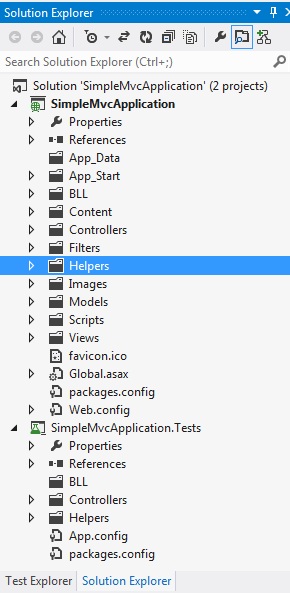 Solution Explorer
Search Solution Explorer (Ctrl+;)
Solution 'SimpleMvcApplication' (2 projects)
SimpleMvcApplication
Properties
References
App_Data
App_Start
BLL
Content
Controllers
Filters
Helpers
Images
Models
Scripts
Views
favicon.ico
Global.asax
packages.config
Web.config
SimpleMvcApplication.Tests
Properties
References
BLL
Controllers
Helpers
App.config
packages.config
Test Explorer Solution Explorer